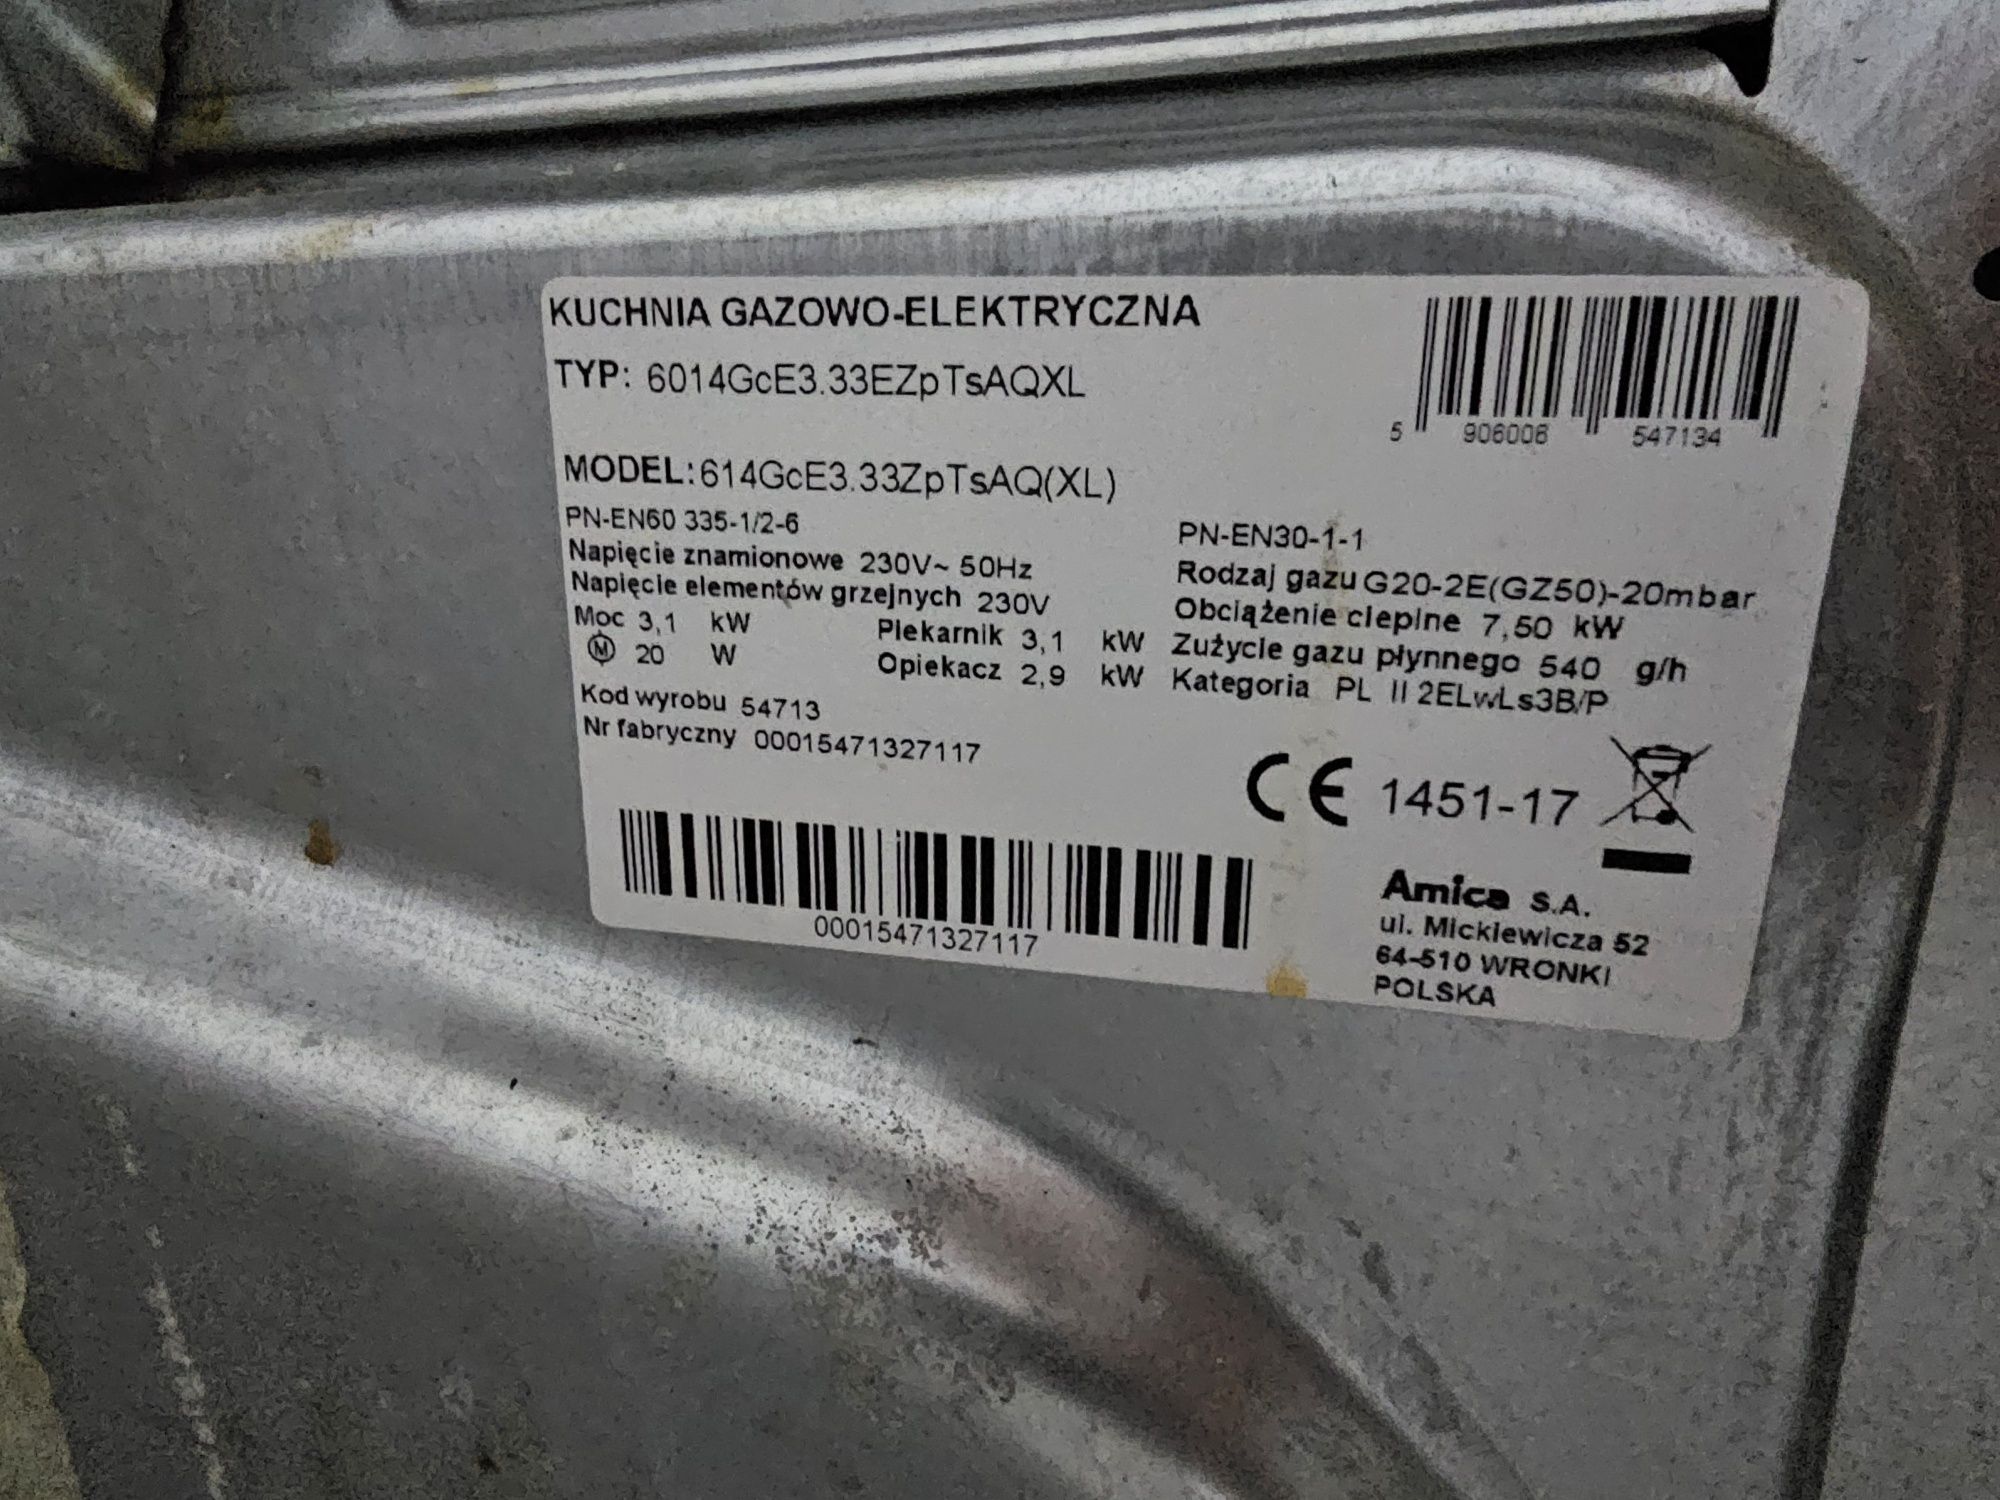 KUCHNIA GAZOWO-ELEKTRYCZNA
TYP: 6014GcE3.33EZpTsAQXL
5 906006 547134
MODEL: 614GcE3.33ZpTsAQ(XL)
PN-EN60 335-1/2-6
Napięcie znamionowe 230V~ 50Hz
Napięcie elementów grzejnych 230V
Moc 3,1 kW Piekarnik 3,1 kW
M 20 W Opiekacz 2,9 kW
PN-EN30-1-1
Rodzaj gazu G20-2E(GZ50)-20mbar
Obciążenie cieplne 7,50 kW
Zużycie gazu płynnego 540 g/h
Kategoria PL II 2ELwLs3B/P
Kod wyrobu 54713
Nr fabryczny 00015471327117
CE 1451-17
00015471327117
Amica S.A.
ul. Mickiewicza 52
64-510 WRONKI
POLSKA